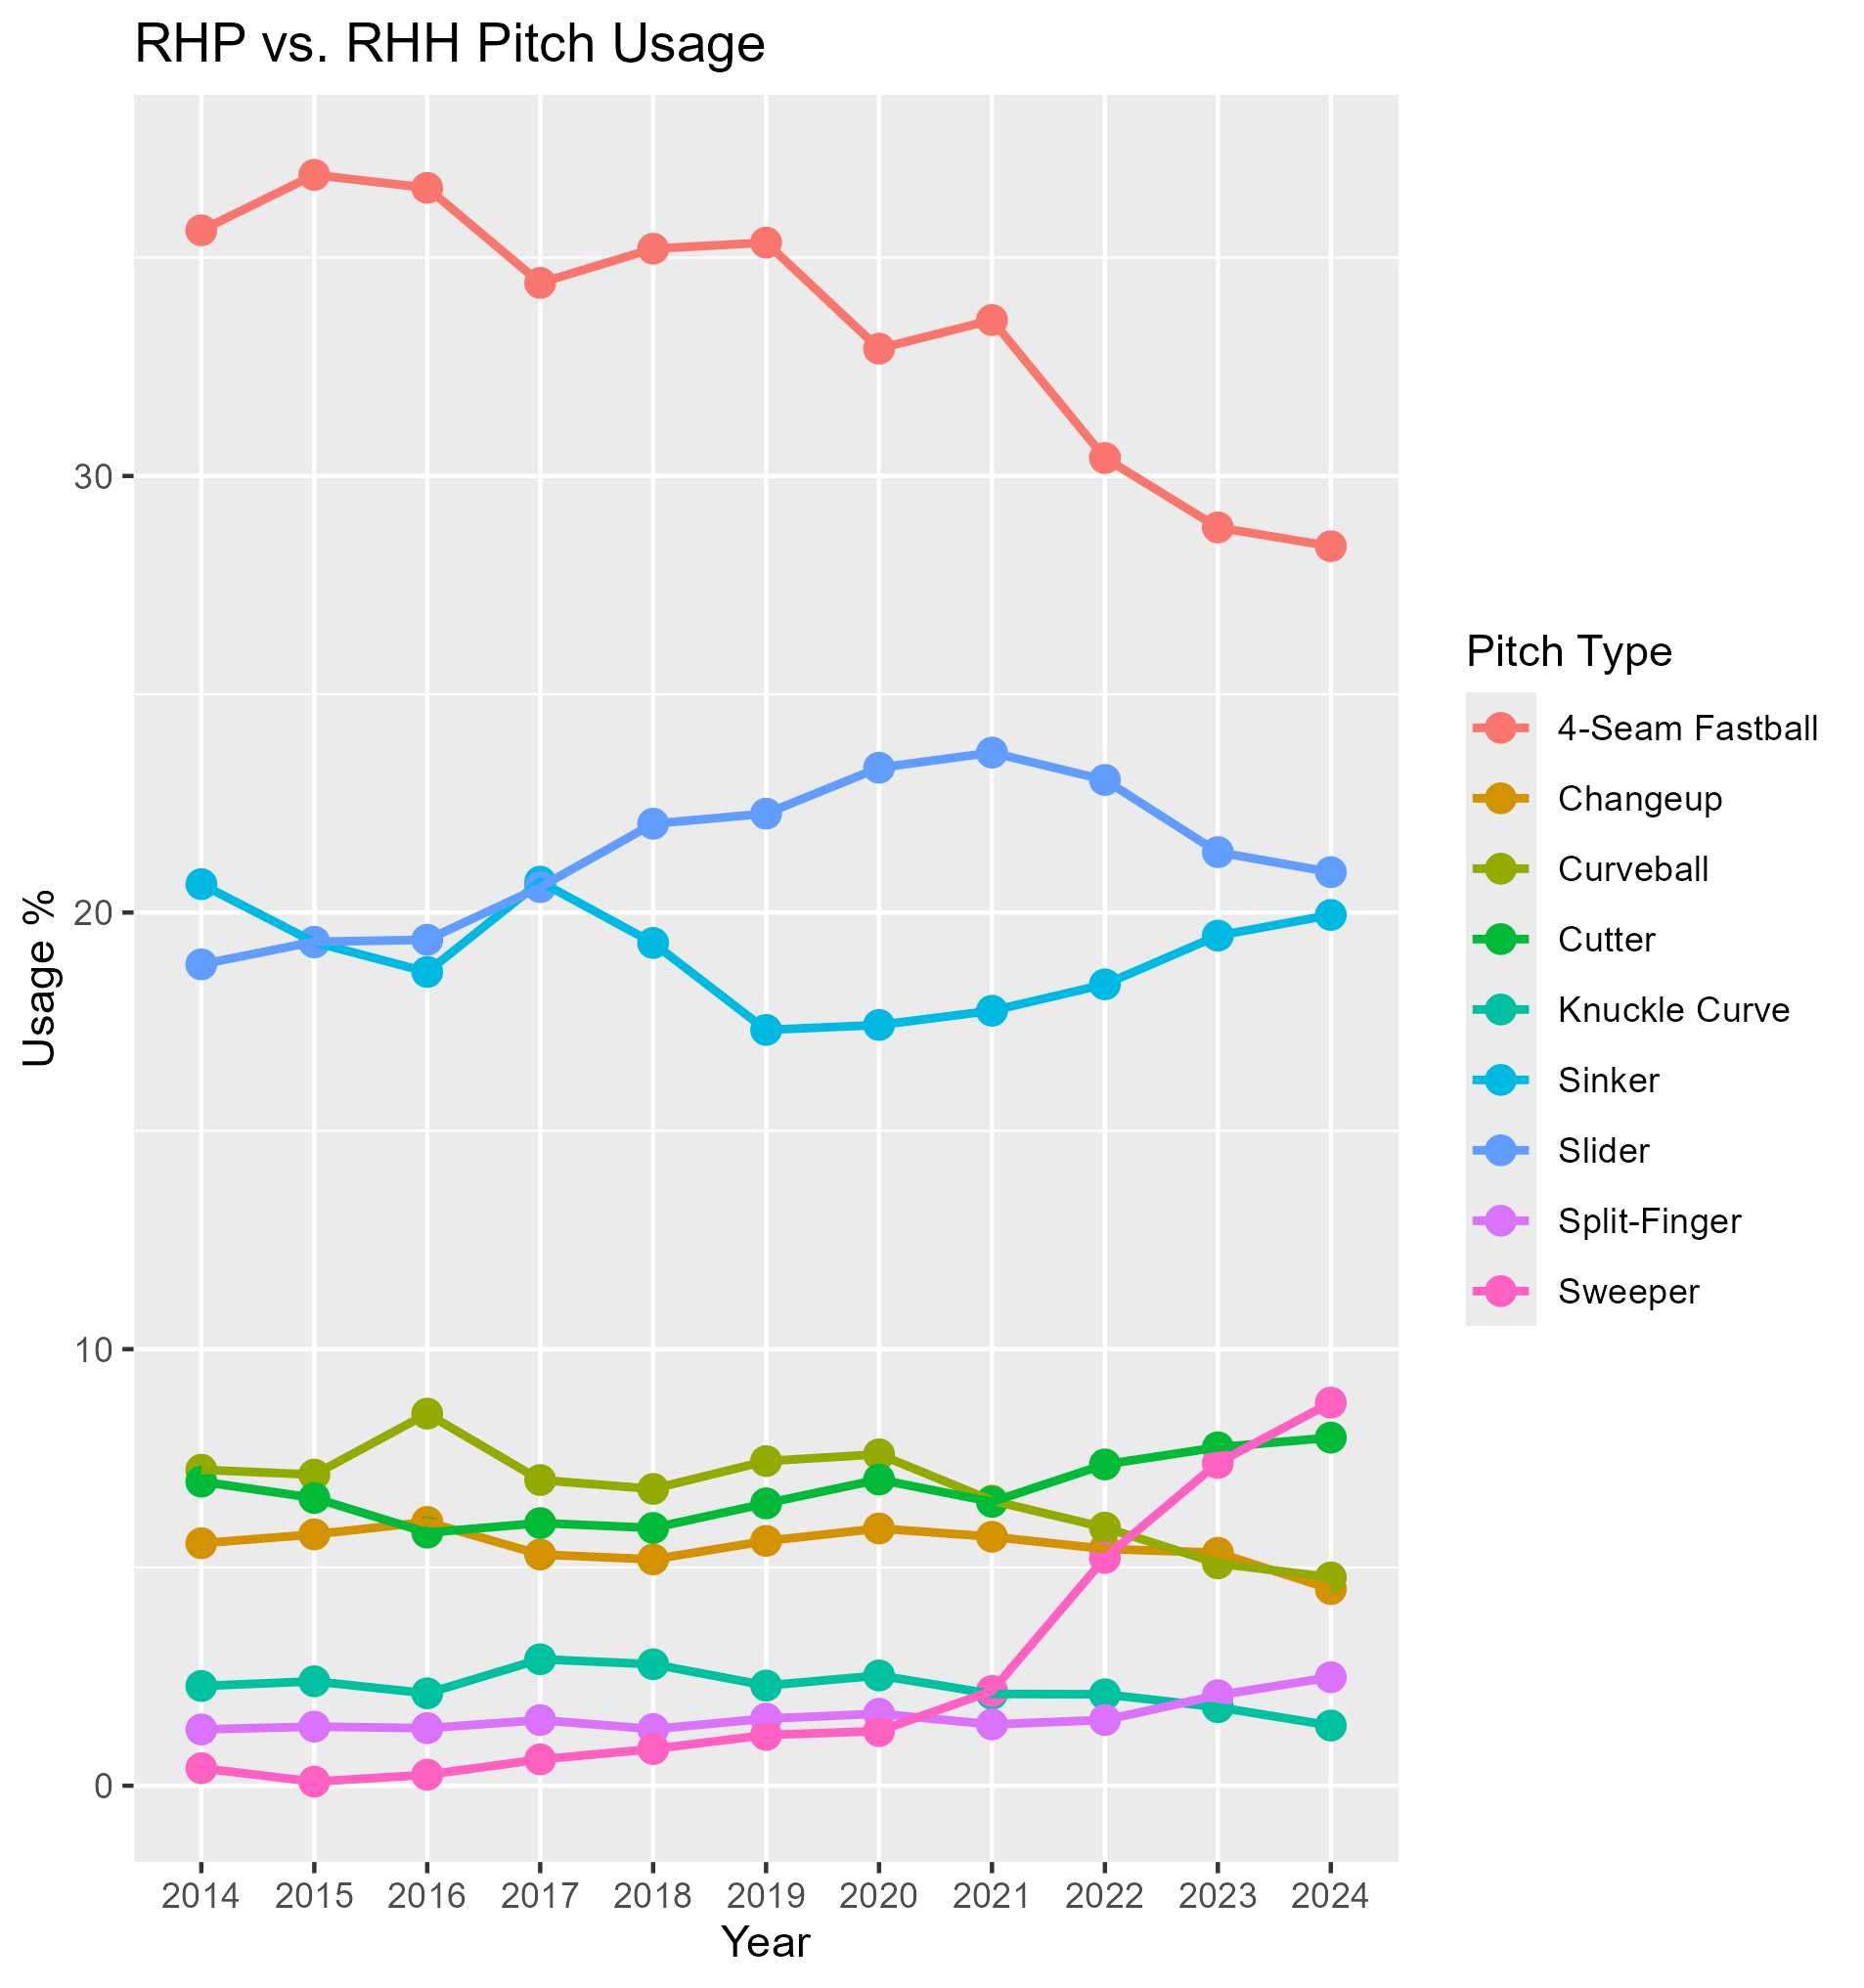 RHP vs. RHH Pitch Usage
Usage %
30
20
10
0
2014 2015 2016 2017 2018 2019 2020 2021 2022 2023 2024
Year
Pitch Type
4-Seam Fastball
Changeup
Curveball
Cutter
Knuckle Curve
Sinker
Slider
Split-Finger
Sweeper